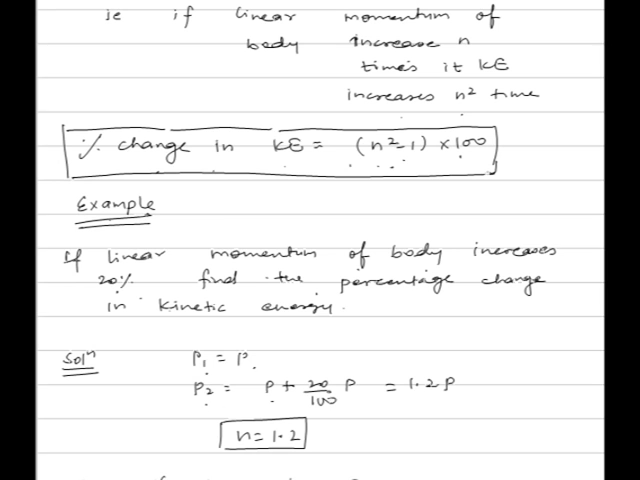 ie if linear momentum of
body increase n
times it KE
increases n² time
% change in KE = (n²-1) ×100
Example
If linear momentum of body increases
20% find the percentage change
in kinetic energy.
Solⁿ P₁ = P.
P₂ = P + 20/100 P = 1.2P
n = 1.2